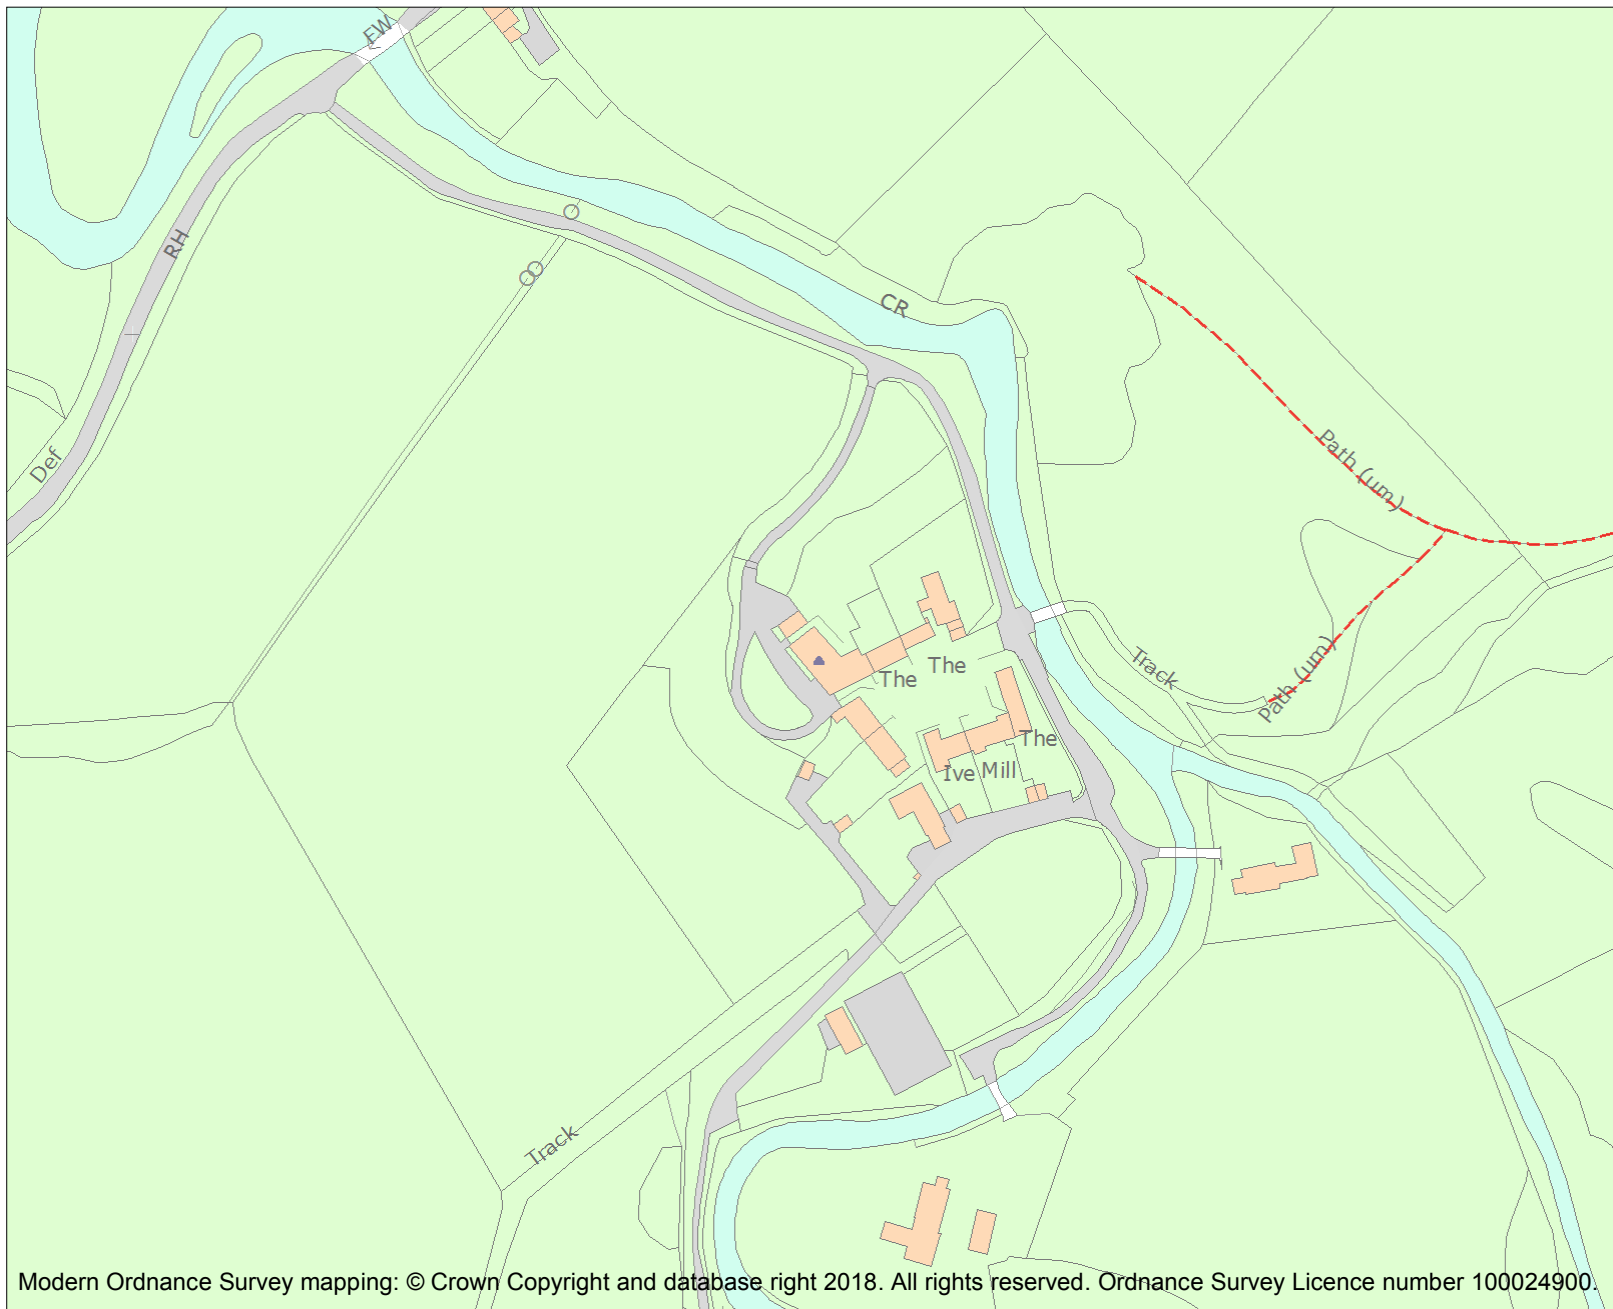 FW
RH
CR
Def
Path (um)
Track
Path (um)
The
The
The
Ive
Mill
Track
Modern Ordnance Survey mapping: © Crown Copyright and database right 2018. All rights reserved. Ordnance Survey Licence number 100024900.